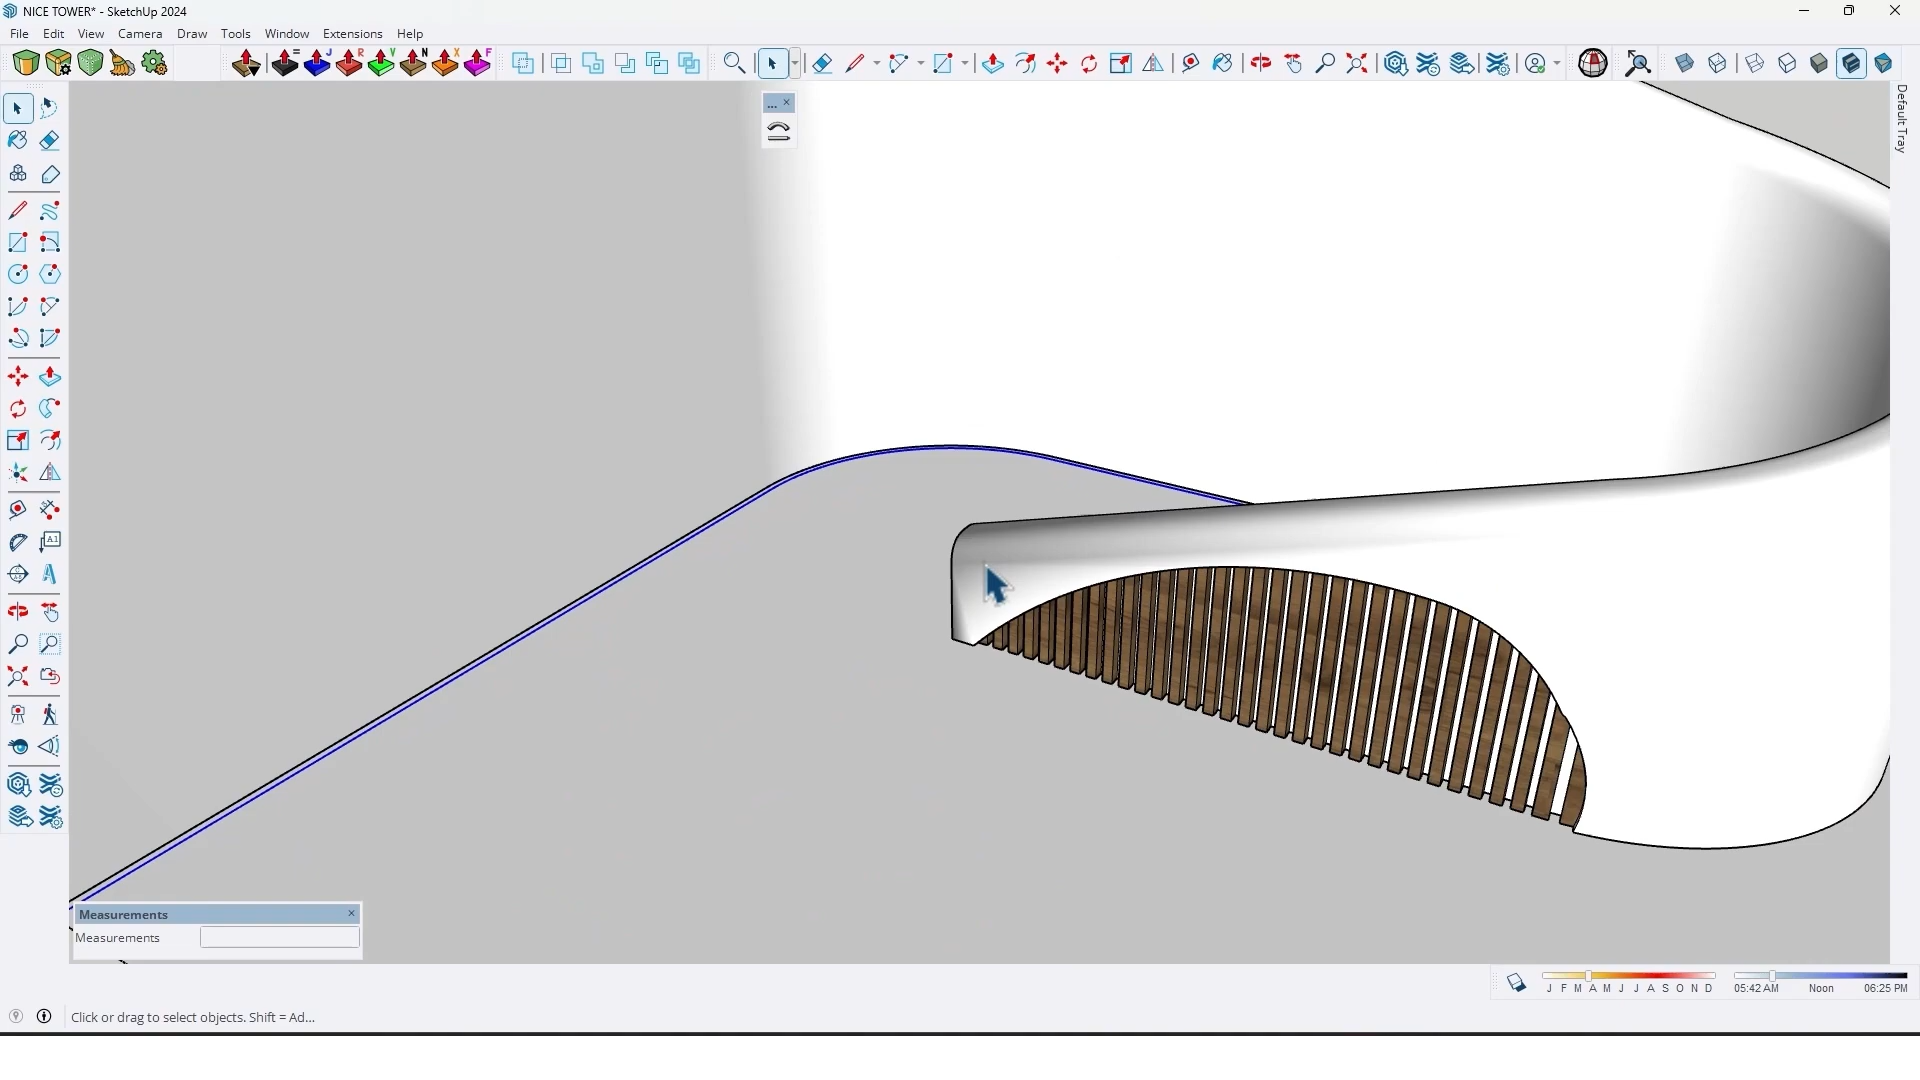 NICE TOWER* - SketchUp 2024
File Edit View Camera Draw Tools Window Extensions Help
= J R V N X F
...
Default Tray
A1
Measurements
Measurements
J F M A M J J A S O N D
05:42 AM Noon 06:25 PM
Click or drag to select objects. Shift = Ad...